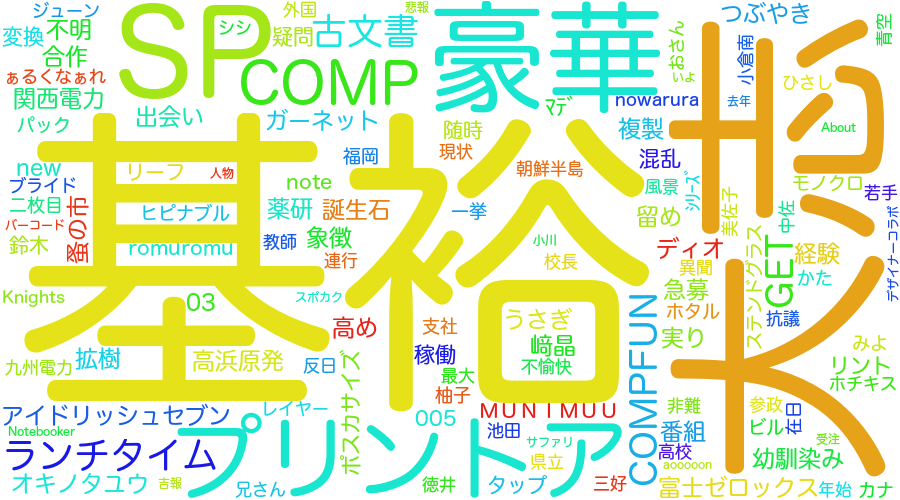 ジューン
変換
不明
合作
SP
シシ
外国
疑問
悲報
古文書
COMP
豪華
つぶやき
青空
ぁるくなぁれ
関西電力
パック
出会い
ガーネット
随時
現状
マデ
nowarura
いおさん
いよ
小倉南
去年
ひさし
About
複製
混乱
new
ブライド
二枚目
バーコード
鈴木
蚤の市
リーフ
人物
ヒピナブル
romuromu
福岡
note
薬研
誕生石
教師
象徴
連行
基裕
一挙
朝鮮半島
小川
校長
留め
風景
シリーズ
美佐子
モノクロ
若手
中佐
デザイナーコラボ
ディオ
異聞
急募
ホタル
実り
ステンドグラス
GET
経験
かた
抗議
Knights
03
スポカク
高め
支社
稼働
うさぎ
﨑晶
不愉快
最大
柚子
九州電力
拡樹
高浜原発
反日
ポスカサイズ
COMPFUN
みよ
リント
ホチキス
アイドリッシュセブン
レイヤー
005
MUNIMUU
池田
非難
番組
高校
参政
ビル
在日
Notebooker
ランチタイム
プリントア
サファリ
県立
aooooon
幼馴染み
受注
オキノタユウ
吉報
兄さん
徳井
タップ
三好
富士ゼロックス
年始
カナ